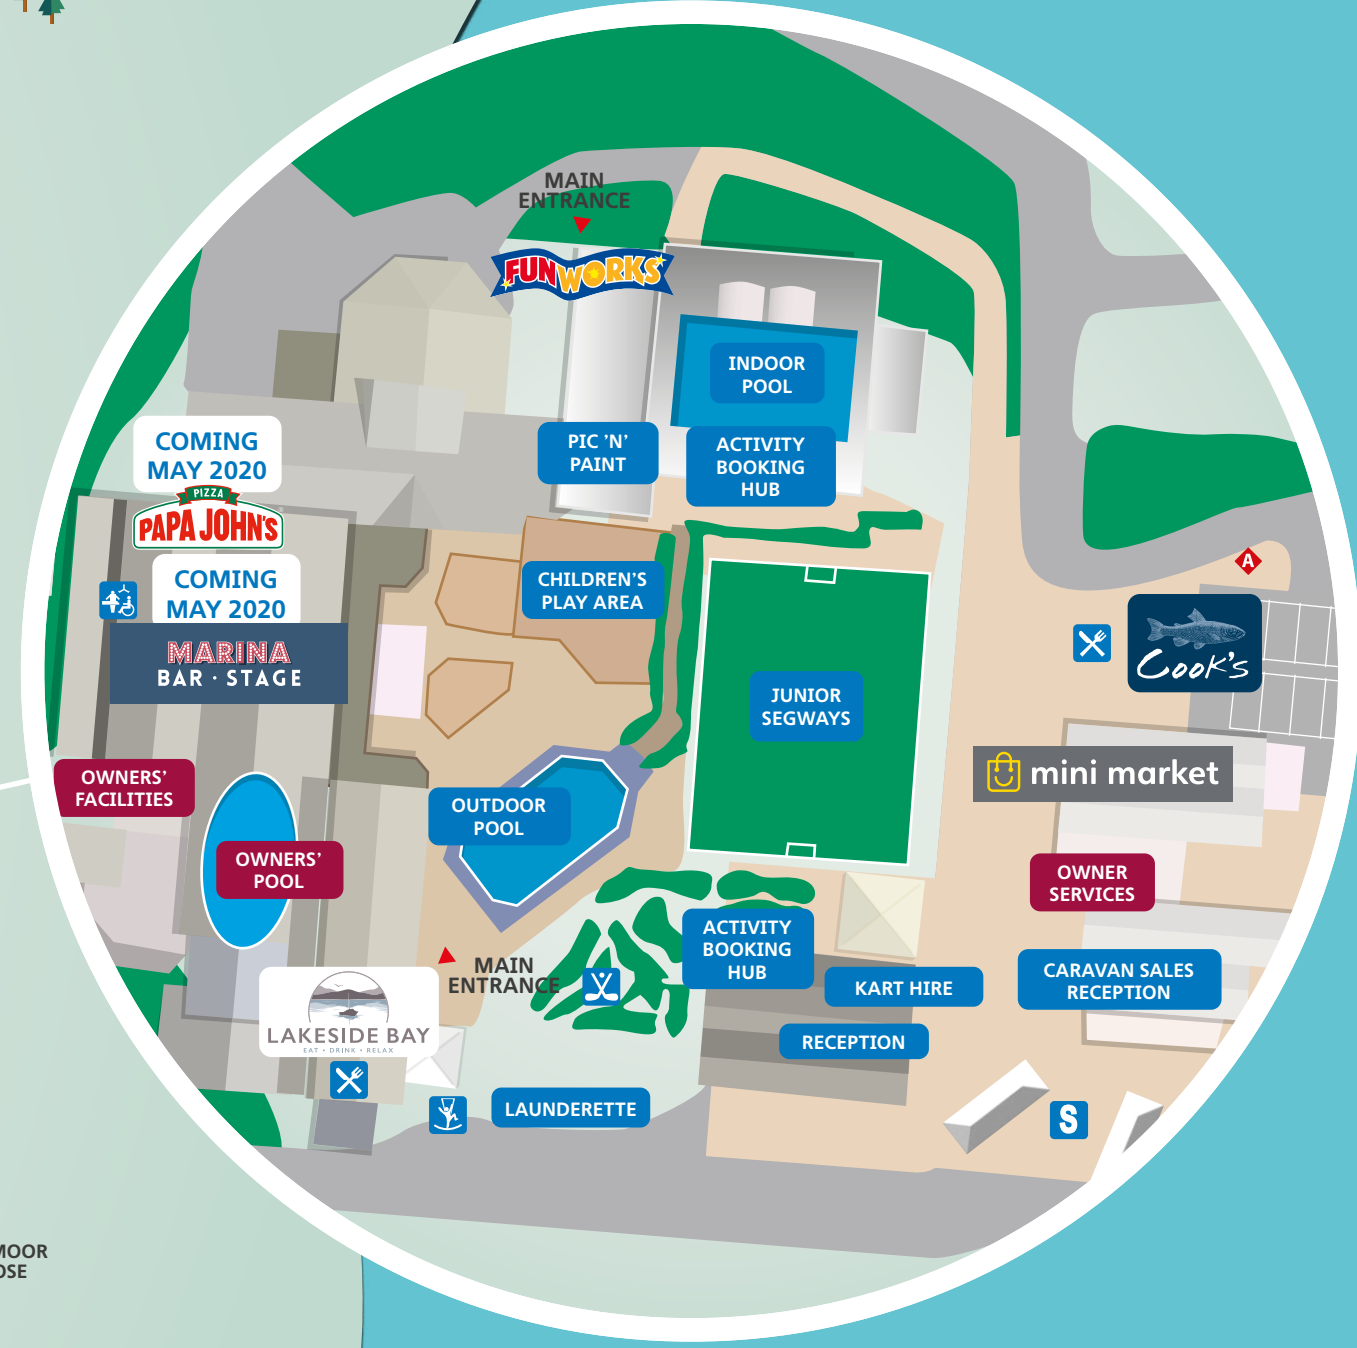 MAIN
ENTRANCE
FUNWORKS
INDOOR
POOL
PIC 'N'
PAINT
ACTIVITY
BOOKING
HUB
COMING
MAY 2020
PIZZA
PAPA JOHN'S
COMING
MAY 2020
MARINA
BAR · STAGE
CHILDREN'S
PLAY AREA
A
Cook's
JUNIOR
SEGWAYS
mini market
OWNERS'
FACILITIES
OUTDOOR
POOL
OWNERS'
POOL
OWNER
SERVICES
ACTIVITY
BOOKING
HUB
MAIN
ENTRANCE
CARAVAN SALES
RECEPTION
KART HIRE
LAKESIDE BAY
EAT • DRINK • RELAX
RECEPTION
LAUNDERETTE
S
MOOR
OSE